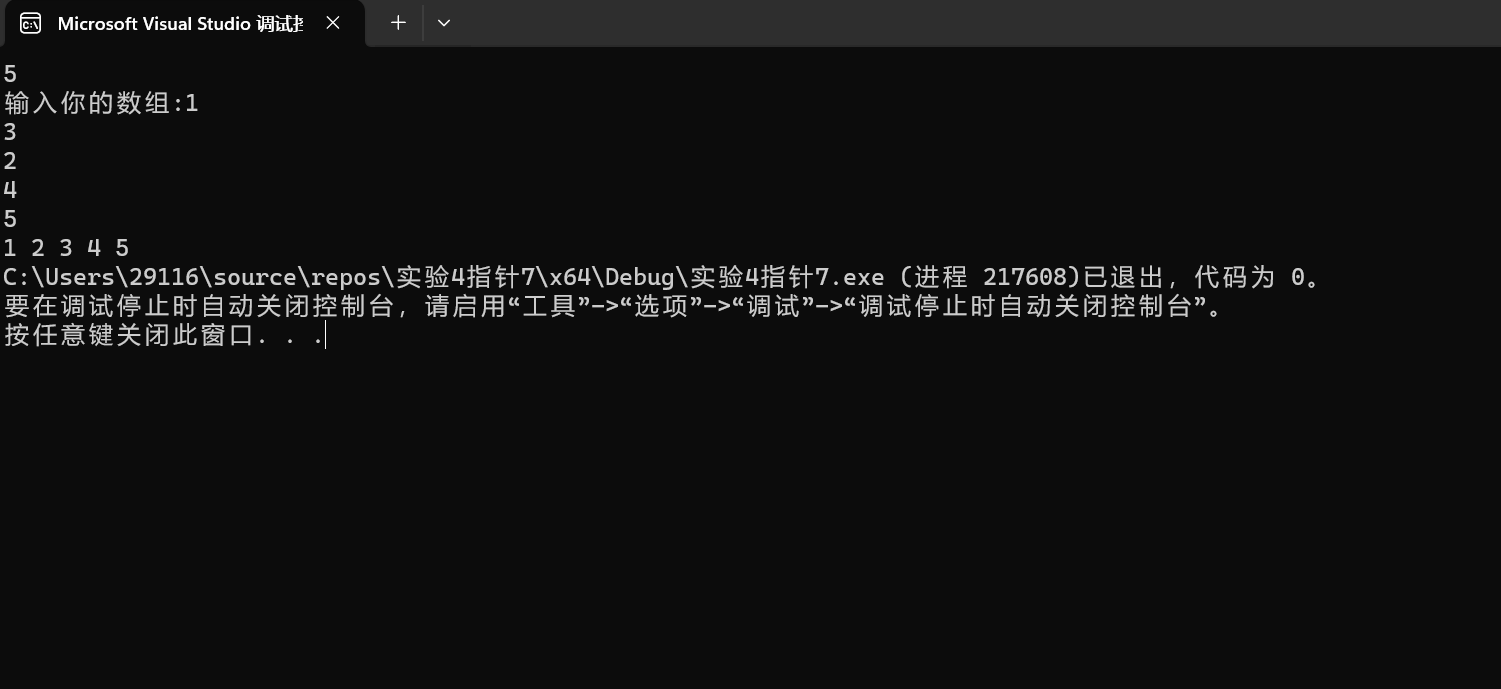 Microsoft Visual Studio 调试
5
输入你的数组:1
3
2
4
5
1 2 3 4 5
C:\Users\29116\source\repos\实验4指针7\x64\Debug\实验4指针7.exe (进程 217608)已退出，代码为 0。
要在调试停止时自动关闭控制台，请启用“工具”->“选项”->“调试”->“调试停止时自动关闭控制台”。
按任意键关闭此窗口. . .